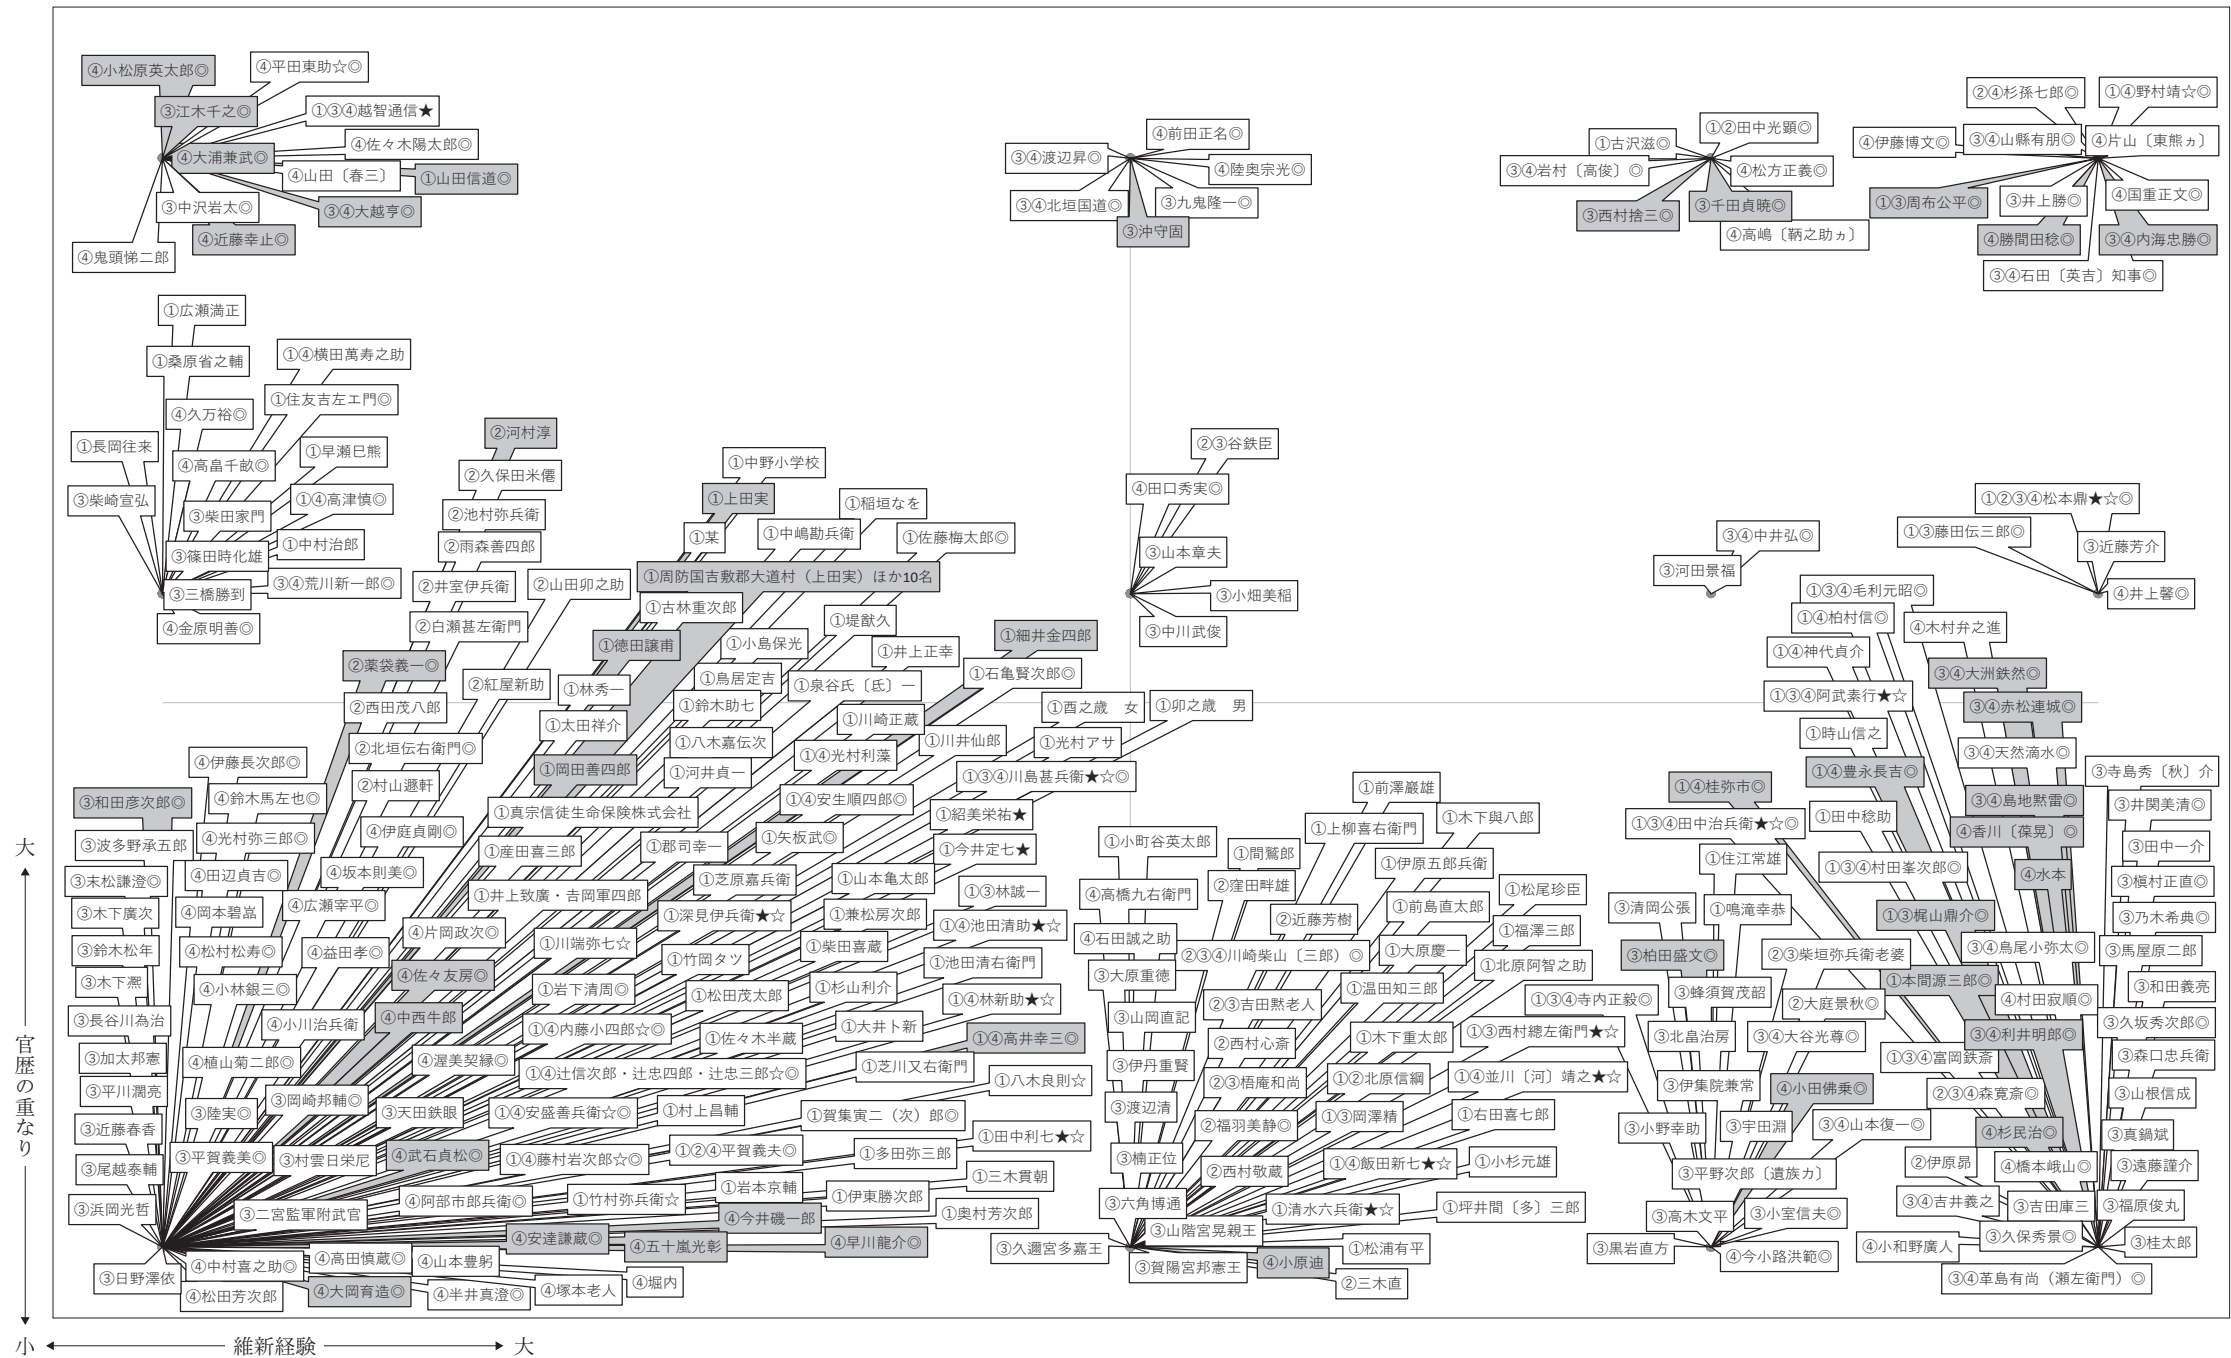 ④小松原英太郎◎
④平田東助☆◎
③江木千之◎
①③④越智通信★
④佐々木陽太郎◎
④大浦兼武◎
④山田〔春三〕
①山田信道◎
③中沢岩太◎
③④大越亨◎
④近藤幸止◎
④鬼頭悌二郎
④前田正名◎
③④渡辺昇◎
④陸奥宗光◎
③④北垣国道◎
③九鬼隆一◎
③沖守固
①②田中光顕◎
①古沢滋◎
③④岩村〔高俊〕◎
④松方正義◎
③西村捨三◎
③千田貞暁◎
④高嶋〔鞆之助ヵ〕
②④杉孫七郎◎
①④野村靖☆◎
④伊藤博文◎
③④山縣有朋◎
④片山〔東熊ヵ〕
①③周布公平◎
③井上勝◎
④国重正文◎
④勝間田稔◎
③④内海忠勝◎
③④石田〔英吉〕知事◎
①広瀬満正
①桑原省之輔
①④横田萬寿之助
①住友吉左エ門◎
④久万裕◎
①長岡往来
④高畠千畝◎
①早瀬巳熊
③柴崎宣弘
③柴田家門
①④高津慎◎
③篠田時化雄
①中村治郎
③三橋勝到
③④荒川新一郎◎
④金原明善◎
②河村淳
②久保田米僊
②池村弥兵衛
②雨森善四郎
②井室伊兵衛
②山田卯之助
②白瀬甚左衛門
②薬袋義一◎
②紅屋新助
②西田茂八郎
②北垣伝右衛門◎
②村山遯軒
①中野小学校
①上田実
①稲垣なを
①某
①中嶋勘兵衛
①佐藤梅太郎◎
①周防国吉敷郡大道村（上田実）ほか10名
①古林重次郎
①堤猷久
①徳田譲甫
①小島保光
①井上正幸
①細井金四郎
①鳥居定吉
①泉谷氏〔氐〕一
①石亀賢次郎◎
①林秀一
①鈴木助七
①太田祥介
①川崎正蔵
①酉之歳　女
①卯之歳　男
①八木嘉伝次
①④光村利藻
①川井仙郎
①光村アサ
①岡田善四郎
①河井貞一
①③④川島甚兵衛★☆◎
①真宗信徒生命保険株式会社
①④安生順四郎◎
①紹美栄祐★
①産田喜三郎
①郡司幸一
①矢板武◎
①今井定七★
①井上致廣・吉岡軍四郎
①芝原嘉兵衛
①山本亀太郎
①③林誠一
①深見伊兵衛★☆
①兼松房次郎
①④池田清助★☆
①川端弥七☆
①竹岡タツ
①柴田喜蔵
①池田清右衛門
①岩下清周◎
①松田茂太郎
①杉山利介
①④林新助★☆
①④内藤小四郎☆◎
①佐々木半蔵
①大井卜新
①④高井幸三◎
①④辻信次郎・辻忠四郎・辻忠三郎☆◎
①芝川又右衛門
①八木良則☆
①④安盛善兵衛☆◎
①村上昌輔
①賀集寅二（次）郎◎
①田中利七★☆
①④藤村岩次郎☆◎
①②④平賀義夫◎
①多田弥三郎
①三木貫朝
①竹村弥兵衛☆
①岩本京輔
①伊東勝次郎
①奥村芳次郎
④伊藤長次郎◎
③和田彦次郎◎
④鈴木馬左也◎
③波多野承五郎
④光村弥三郎◎
④伊庭貞剛◎
③末松謙澄◎
④田辺貞吉◎
④坂本則美◎
③木下廣次
④岡本碧嵓
④広瀬宰平◎
③鈴木松年
④松村松寿◎
④益田孝◎
④片岡政次◎
③木下凞
④小林銀三◎
④佐々友房◎
③長谷川為治
④小川治兵衛
④中西牛郎
③加太邦憲
④植山菊二郎◎
④渥美契縁◎
③平川潤亮
③陸実◎
③岡崎邦輔◎
③天田鉄眼
③近藤春香
③平賀義美◎
③村雲日栄尼
④武石貞松◎
③尾越泰輔
③浜岡光哲
③二宮監軍附武官
④阿部市郎兵衛◎
④今井磯一郎
④安達謙蔵◎
④五十嵐光彰
④早川龍介◎
③日野澤依
④中村喜之助◎
④高田慎蔵◎
④山本豊躬
④松田芳次郎
④大岡育造◎
④半井真澄◎
④塚本老人
④堀内
②③谷鉄臣
④田口秀実◎
③山本章夫
③小畑美稲
③中川武俊
③④中井弘◎
③河田景福
①②③④松本鼎★☆◎
①③藤田伝三郎◎
③近藤芳介
④井上馨◎
①前澤巖雄
①小町谷英太郎
①上柳喜右衛門
①木下與八郎
①間鷲郎
①伊原五郎兵衛
④高橋九右衛門
②窪田畔雄
①松尾珍臣
②近藤芳樹
①前島直太郎
④石田誠之助
②③④川崎柴山〔三郎〕◎
①大原慶一
①福澤三郎
③大原重徳
①北原阿智之助
③山岡直記
②③吉田黙老人
①温田知三郎
③伊丹重賢
②西村心斎
①木下重太郎
①③西村總左衛門★☆
②③梧庵和尚
①②北原信綱
①④並川〔河〕靖之★☆
③渡辺清
②福羽美静◎
①③岡澤精
①右田喜七郎
③楠正位
②西村敬蔵
①④飯田新七★☆
①小杉元雄
③六角博通
①清水六兵衛★☆
①坪井間〔多〕三郎
③山階宮晃親王
③久邇宮多嘉王
①松浦有平
③賀陽宮邦憲王
④小原迪
②三木直
①④桂弥市◎
①③④田中治兵衛★☆◎
①住江常雄
③清岡公張
①鳴滝幸恭
③柏田盛文◎
②③柴垣弥兵衛老婆
①③④寺内正毅◎
③蜂須賀茂韶
②大庭景秋◎
③北畠治房
③④大谷光尊◎
③伊集院兼常
④小田佛乗◎
③小野幸助
③宇田淵
③④山本復一◎
③平野次郎〔遺族カ〕
③高木文平
③小室信夫◎
③黒岩直方
④今小路洪範◎
①③④毛利元昭◎
①④柏村信◎
④木村弁之進
①④神代貞介
③④大洲鉄然◎
①③④阿武素行★☆
③④赤松連城◎
①時山信之
③④天然滴水◎
①④豊永長吉◎
③寺島秀〔秋〕介
①田中稔助
③④島地黙雷◎
③井関美清◎
④香川〔葆晃〕◎
③田中一介
①③④村田峯次郎◎
④水本
③槇村正直◎
①③梶山鼎介◎
③乃木希典◎
③④鳥尾小弥太◎
③馬屋原二郎
①本間源三郎◎
④村田寂順◎
③和田義亮
③④利井明郎◎
③久坂秀次郎◎
①③④富岡鉄斎
③森口忠兵衛
②③④森寛斎◎
③山根信成
④杉民治◎
③真鍋斌
②伊原昴
④橋本峨山◎
③遠藤謹介
③④吉井義之
③吉田庫三
③福原俊丸
④小和野廣人
③久保秀景◎
③桂太郎
③④革島有尚（瀬左衛門）◎
大
官歴の重なり
小
維新経験
大